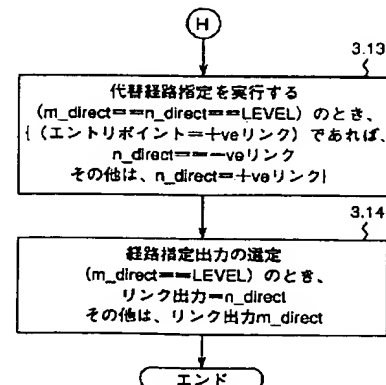 H
3.13
代替経路指定を実行する
(m_direct==n_direct==LEVEL) のとき、
{ (エントリポイント=+veリンク) であれば、
n_direct==-veリンク
その他は、n_direct=+veリンク}
3.14
経路指定出力の選定
(m_direct==LEVEL) のとき、
リンク出力=n_direct
その他は、リンク出力m_direct
エンド